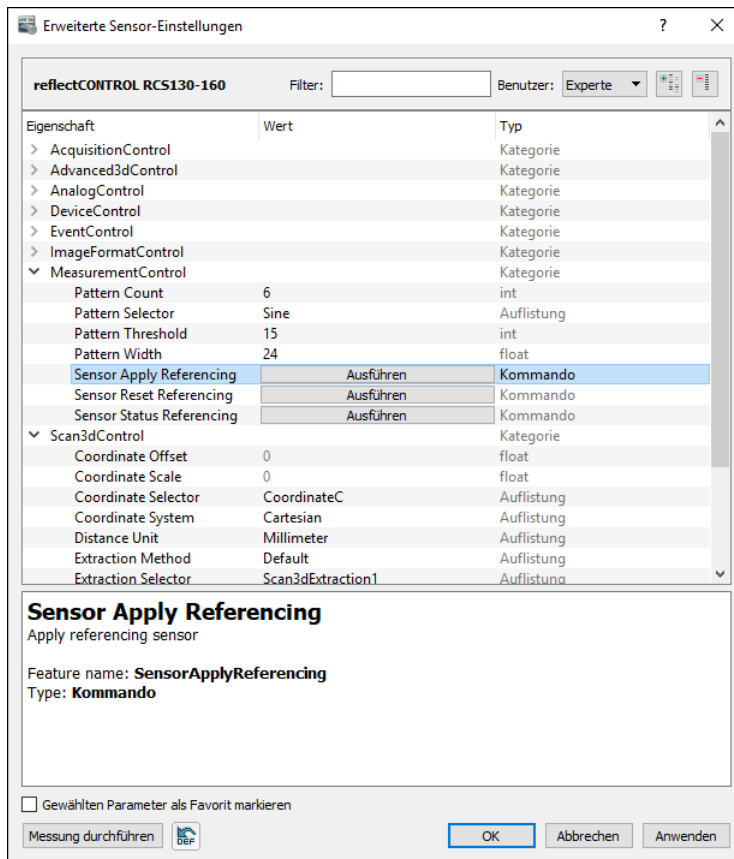 Erweiterte Sensor-Einstellungen ?
reflectCONTROL RCS130-160 Filter: Benutzer: Experte
Eigenschaft Wert Typ
AcquisitionControl Kategorie
Advanced3dControl Kategorie
AnalogControl Kategorie
DeviceControl Kategorie
EventControl Kategorie
ImageFormatControl Kategorie
MeasurementControl Kategorie
Pattern Count 6 int
Pattern Selector Sine Auflistung
Pattern Threshold 15 int
Pattern Width 24 float
Sensor Apply Referencing Ausführen Kommando
Sensor Reset Referencing Ausführen Kommando
Sensor Status Referencing Ausführen Kommando
Scan3dControl Kategorie
Coordinate Offset 0 float
Coordinate Scale 0 float
Coordinate Selector CoordinateC Auflistung
Coordinate System Cartesian Auflistung
Distance Unit Millimeter Auflistung
Extraction Method Default Auflistung
Extraction Selector Scan3dExtraction1 Auflistung
Sensor Apply Referencing
Apply referencing sensor
Feature name: SensorApplyReferencing
Type: Kommando
Gewählten Parameter als Favorit markieren
Messung durchführen DEF OK Abbrechen Anwenden